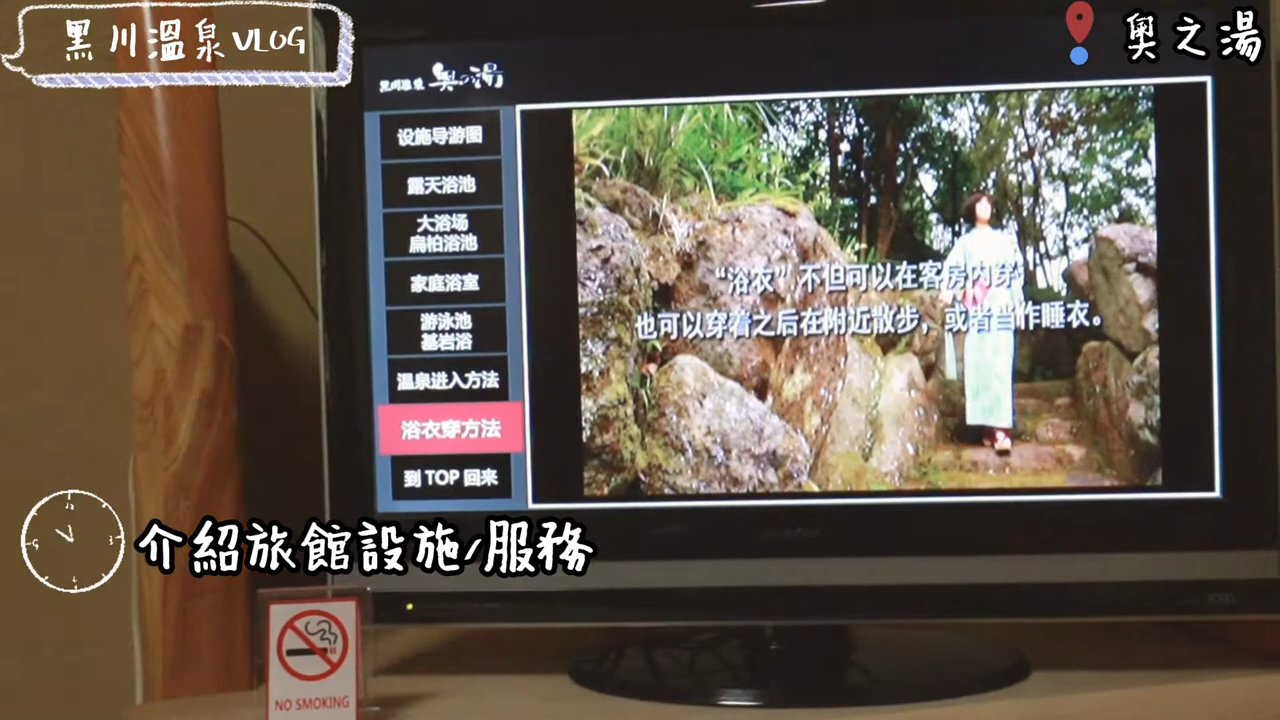 黑川溫泉VLOG
奧之湯
黒川温泉 奥の湯
设施导游图
露天浴池
大浴场
扁柏浴池
家庭浴室
游泳池
基岩浴
温泉进入方法
浴衣穿方法
到 TOP 回来
“浴衣”，不但可以在客房内穿，
也可以穿着之后在附近散步，或者当作睡衣。
介紹旅館設施/服務
NO SMOKING